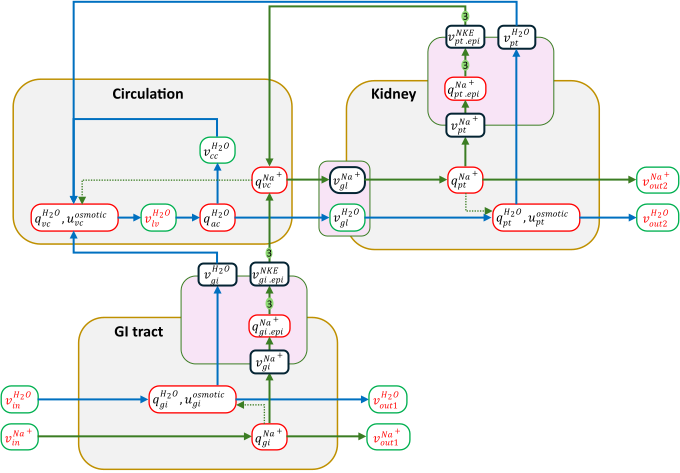 3
v_{pt.epi}^{NKE}
v_{pt}^{H_2O}
3
q_{pt.epi}^{Na^+}
Circulation
Kidney
v_{pt}^{Na^+}
v_{cc}^{H_2O}
q_{vc}^{Na^+}
v_{gl}^{Na^+}
q_{pt}^{Na^+}
v_{out2}^{Na^+}
q_{vc}^{H_2O}, u_{vc}^{osmotic}
v_{lv}^{H_2O}
q_{ac}^{H_2O}
v_{gl}^{H_2O}
q_{pt}^{H_2O}, u_{pt}^{osmotic}
v_{out2}^{H_2O}
3
v_{gi}^{H_2O}
v_{gi.epi}^{NKE}
3
q_{gi.epi}^{Na^+}
GI tract
v_{gi}^{Na^+}
v_{in}^{H_2O}
q_{gi}^{H_2O}, u_{gi}^{osmotic}
v_{out1}^{H_2O}
v_{in}^{Na^+}
q_{gi}^{Na^+}
v_{out1}^{Na^+}